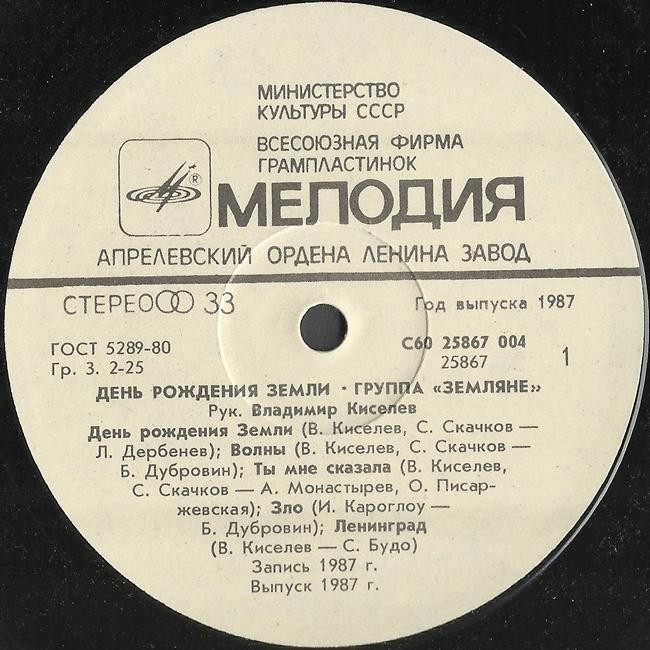 МИНИСТЕРСТВО
КУЛЬТУРЫ СССР
ВСЕСОЮЗНАЯ ФИРМА
ГРАМПЛАСТИНОК
®
МЕЛОДИЯ
АПРЕЛЕВСКИЙ ОРДЕНА ЛЕНИНА ЗАВОД
СТЕРЕО 33
Год выпуска 1987
ГОСТ 5289-80
Гр. 3. 2-25
С60 25867 004
25867
1
ДЕНЬ РОЖДЕНИЯ ЗЕМЛИ · ГРУППА «ЗЕМЛЯНЕ»
Рук. Владимир Киселев
День рождения Земли (В. Киселев, С. Скачков —
Л. Дербенев); Волны (В. Киселев, С. Скачков —
Б. Дубровин); Ты мне сказала (В. Киселев,
С. Скачков — А. Монастырев, О. Писар-
жевская); Зло (И. Кароглоу —
Б. Дубровин); Ленинград
(В. Киселев — С. Будо)
Запись 1987 г.
Выпуск 1987 г.